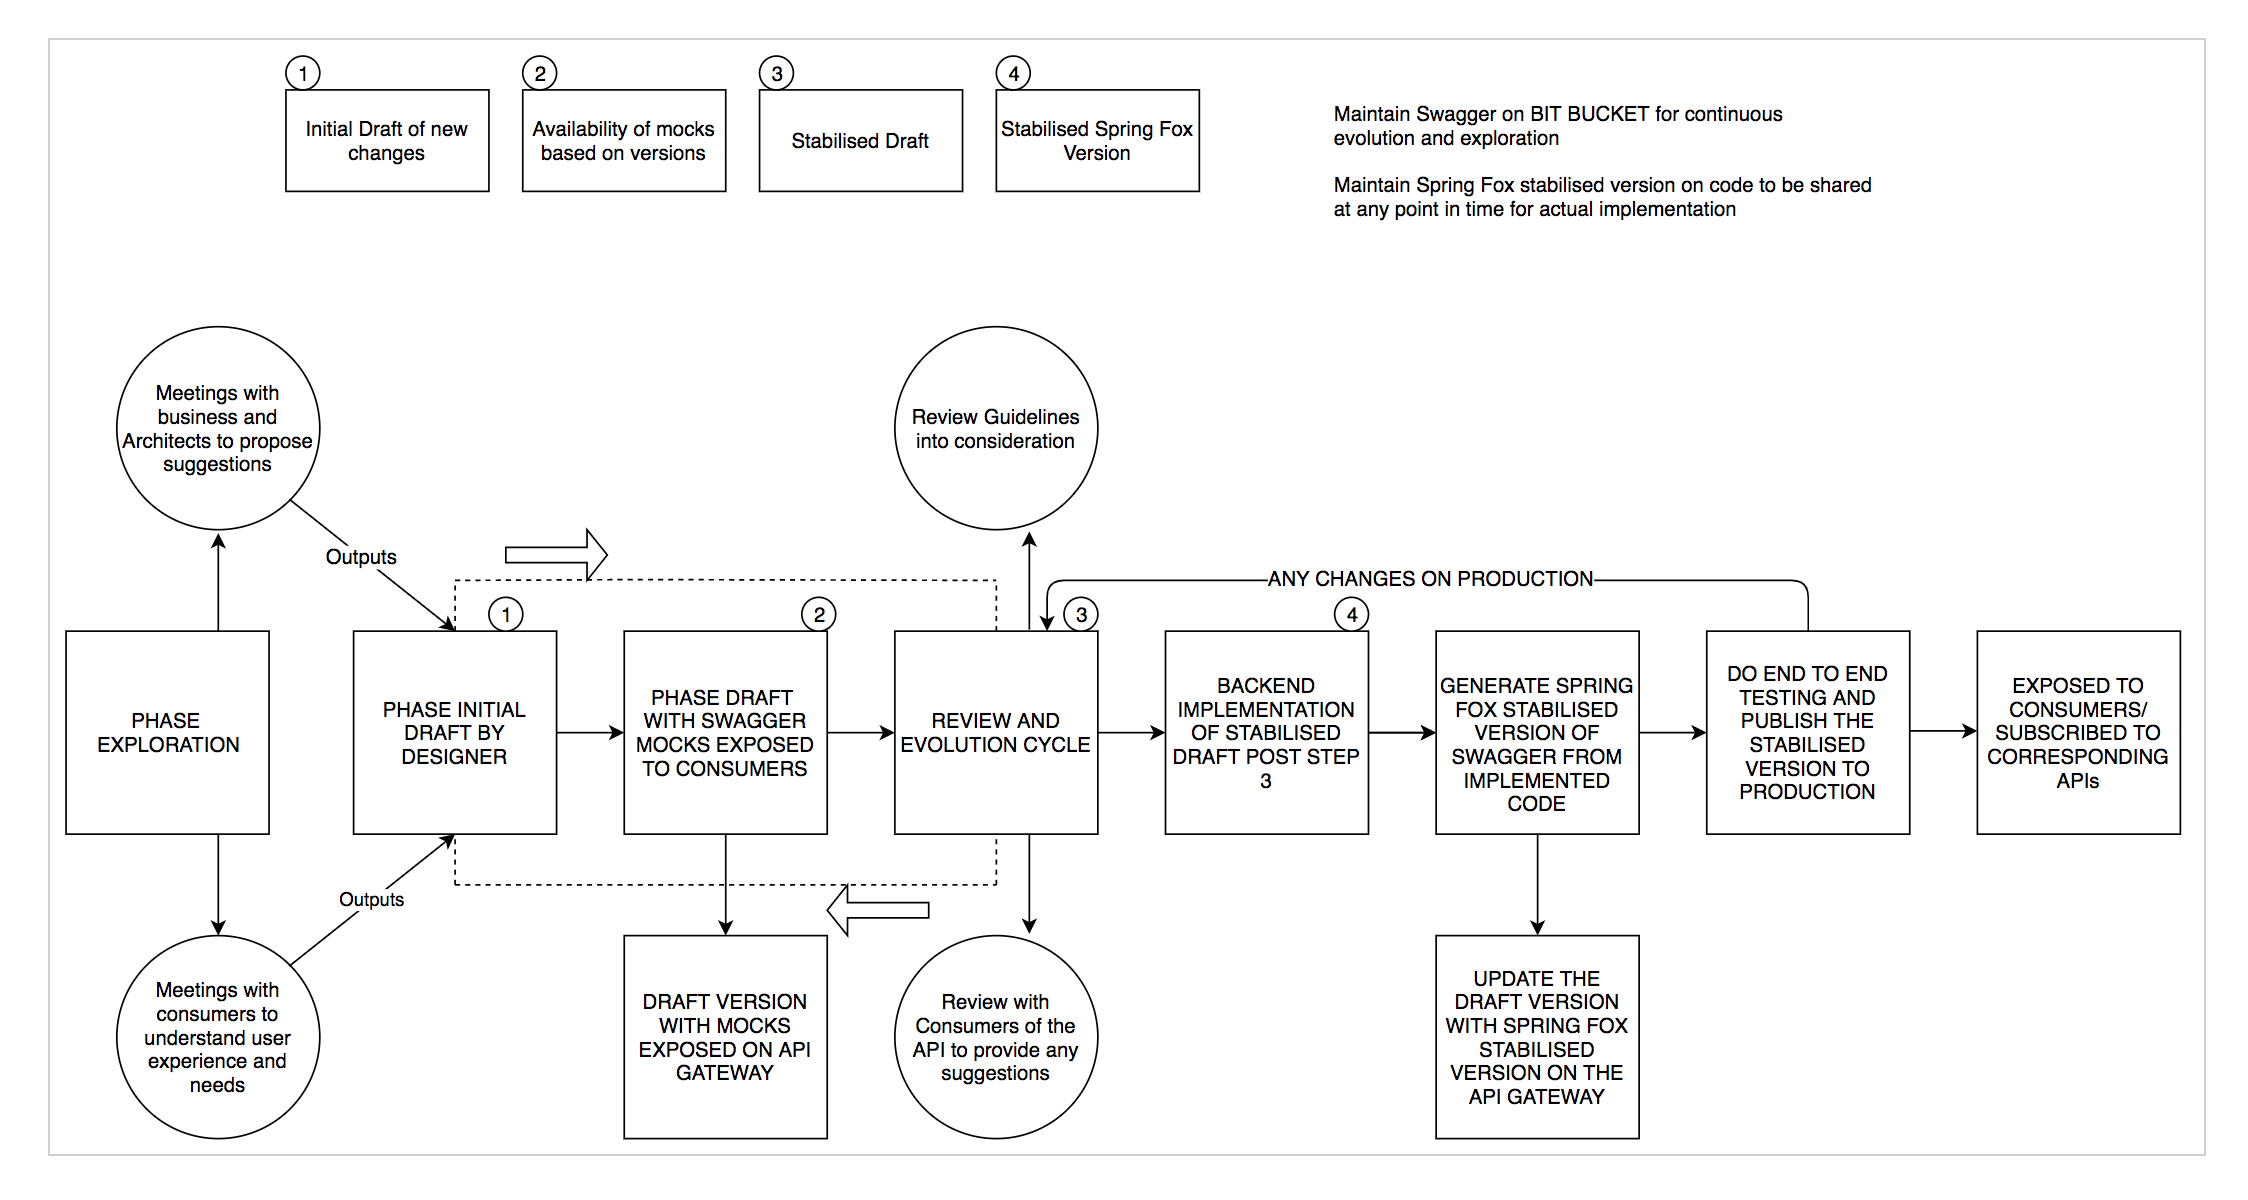 1
Initial Draft of new
changes
2
Availability of mocks
based on versions
3
Stabilised Draft
4
Stabilised Spring Fox
Version
Maintain Swagger on BIT BUCKET for continuous
evolution and exploration
Maintain Spring Fox stabilised version on code to be shared
at any point in time for actual implementation
Meetings with
business and
Architects to propose
suggestions
Review Guidelines
into consideration
Outputs
ANY CHANGES ON PRODUCTION
1
2
3
4
PHASE
EXPLORATION
PHASE INITIAL
DRAFT BY
DESIGNER
PHASE DRAFT
WITH SWAGGER
MOCKS EXPOSED
TO CONSUMERS
REVIEW AND
EVOLUTION CYCLE
BACKEND
IMPLEMENTATION
OF STABILISED
DRAFT POST STEP
3
GENERATE SPRING
FOX STABILISED
VERSION OF
SWAGGER FROM
IMPLEMENTED
CODE
DO END TO END
TESTING AND
PUBLISH THE
STABILISED
VERSION TO
PRODUCTION
EXPOSED TO
CONSUMERS/
SUBSCRIBED TO
CORRESPONDING
APIs
Outputs
Meetings with
consumers to
understand user
experience and
needs
DRAFT VERSION
WITH MOCKS
EXPOSED ON API
GATEWAY
Review with
Consumers of the
API to provide any
suggestions
UPDATE THE
DRAFT VERSION
WITH SPRING FOX
STABILISED
VERSION ON THE
API GATEWAY